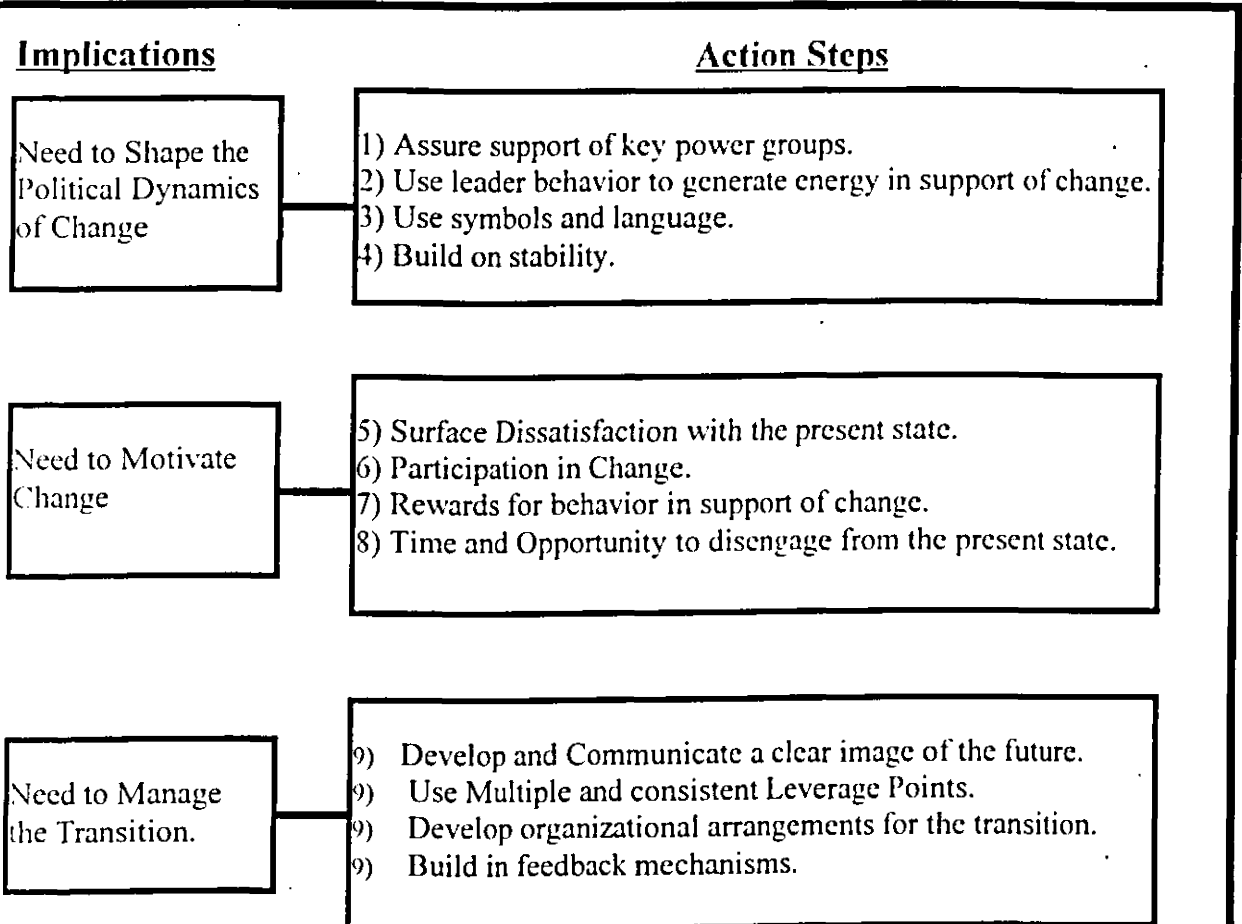 Implications
Action Steps
Need to Shape the
Political Dynamics
of Change
1) Assure support of key power groups.
2) Use leader behavior to generate energy in support of change.
3) Use symbols and language.
4) Build on stability.
Need to Motivate
Change
5) Surface Dissatisfaction with the present state.
6) Participation in Change.
7) Rewards for behavior in support of change.
8) Time and Opportunity to disengage from the present state.
Need to Manage
the Transition.
9) Develop and Communicate a clear image of the future.
9) Use Multiple and consistent Leverage Points.
9) Develop organizational arrangements for the transition.
9) Build in feedback mechanisms.